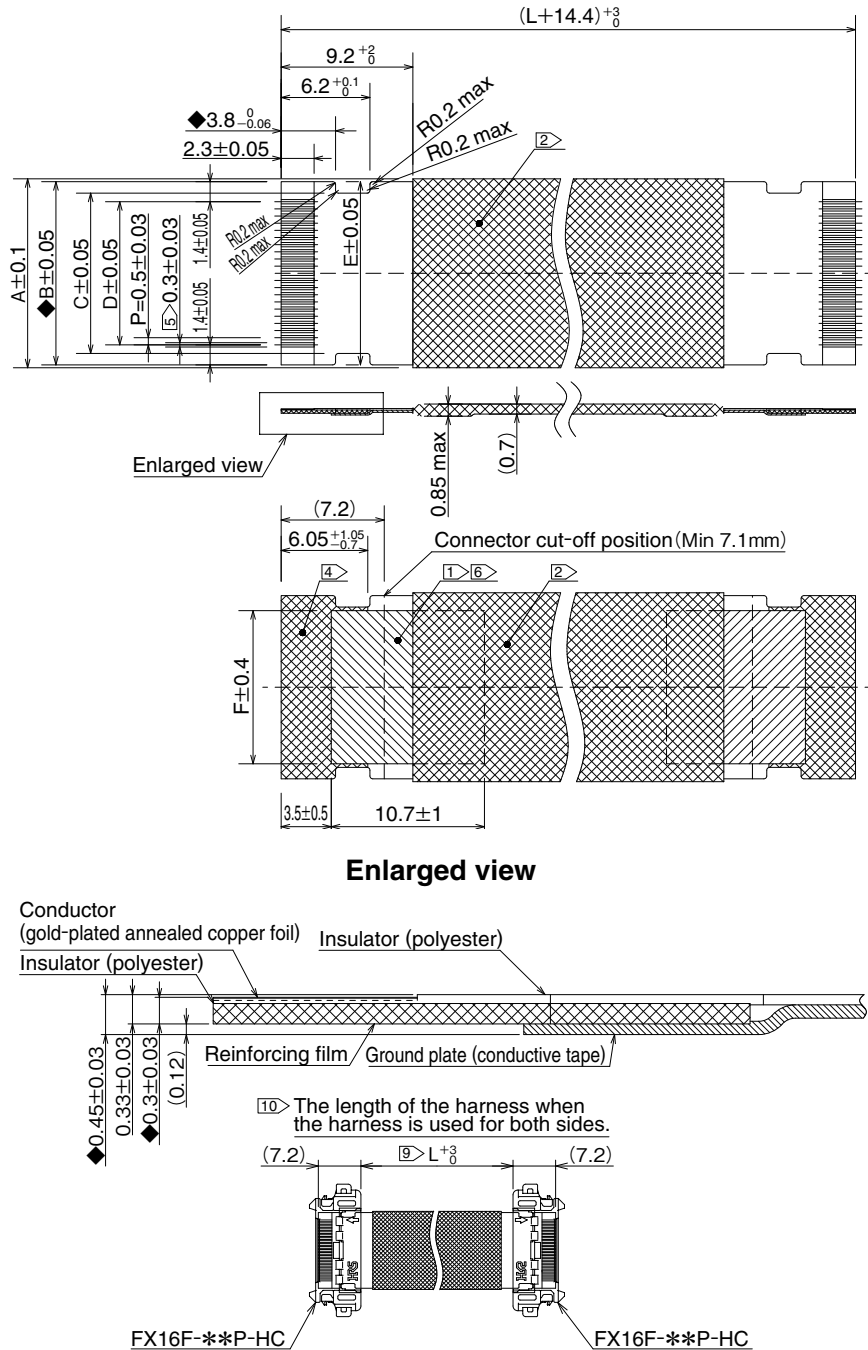 (L+14.4) +3 0
9.2 +2 0
6.2 +0.1 0
◆3.8 0 -0.06
2.3±0.05
R0.2 max
R0.2 max
2
R0.2 max
R0.2 max
A±0.1
◆B±0.05
C±0.05
D±0.05
P=0.5±0.03
5 0.3±0.03
1.4±0.05
1.4±0.05
E±0.05
Enlarged view
0.85 max
(0.7)
(7.2)
6.05 +1.05 -0.7
Connector cut-off position (Min 7.1mm)
4
1 6
2
F±0.4
3.5±0.5
10.7±1
Enlarged view
Conductor
(gold-plated annealed copper foil)
Insulator (polyester)
Insulator (polyester)
Reinforcing film
Ground plate (conductive tape)
◆0.45±0.03
0.33±0.03
◆0.3±0.03
(0.12)
10 The length of the harness when
the harness is used for both sides.
(7.2)
9 L +3 0
(7.2)
HRS
HRS
FX16F-**P-HC
FX16F-**P-HC